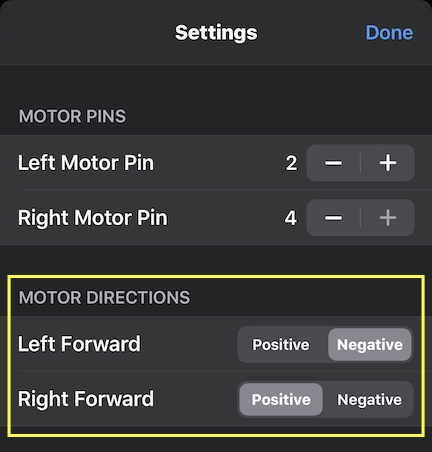 Settings Done
MOTOR PINS
Left Motor Pin 2 − +
Right Motor Pin 4 − +
MOTOR DIRECTIONS
Left Forward Positive Negative
Right Forward Positive Negative